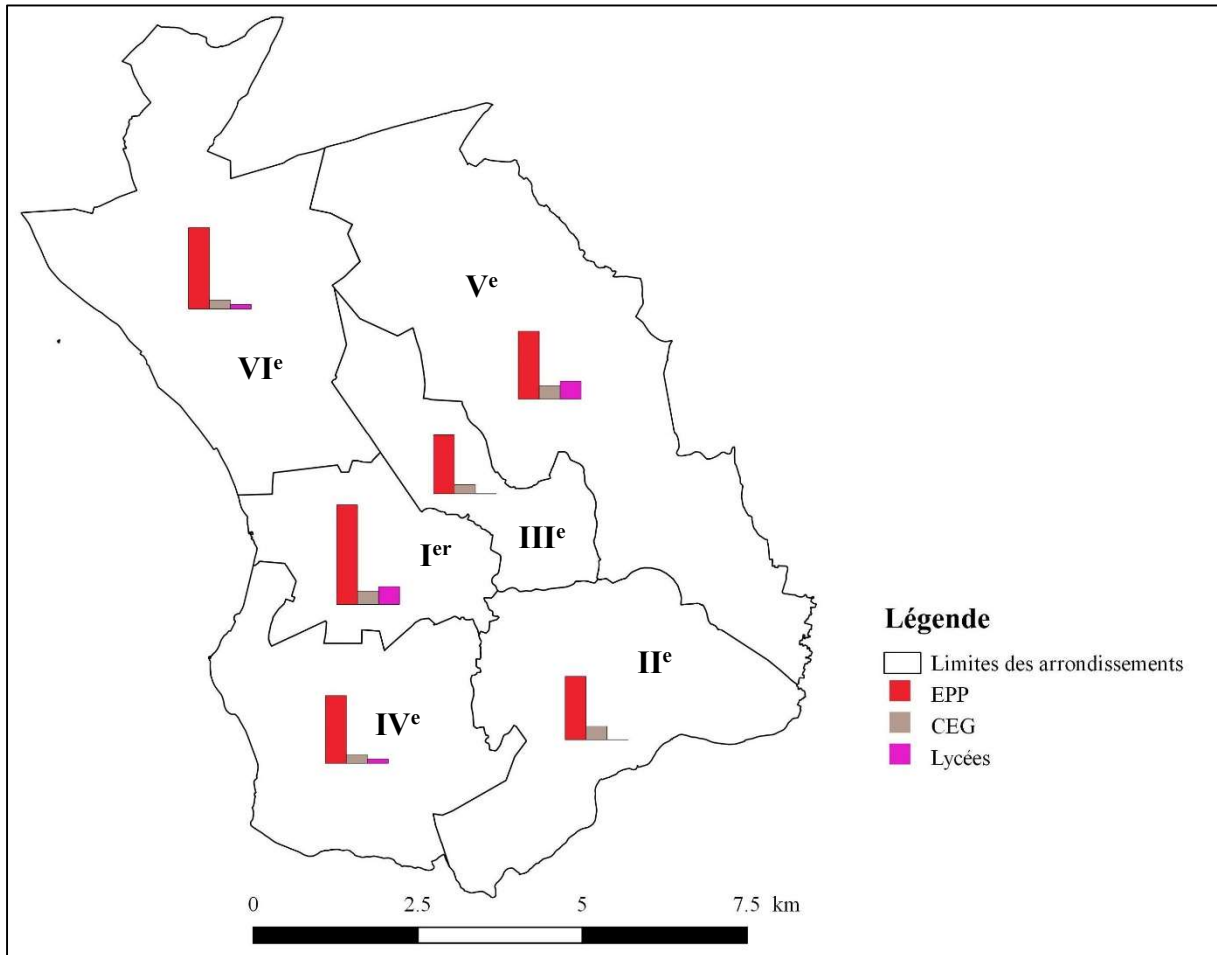 Vᵉ
VIᵉ
IIIᵉ
Iᵉʳ
IIᵉ
IVᵉ
Légende
Limites des arrondissements
EPP
CEG
Lycées
0 2.5 5 7.5 km